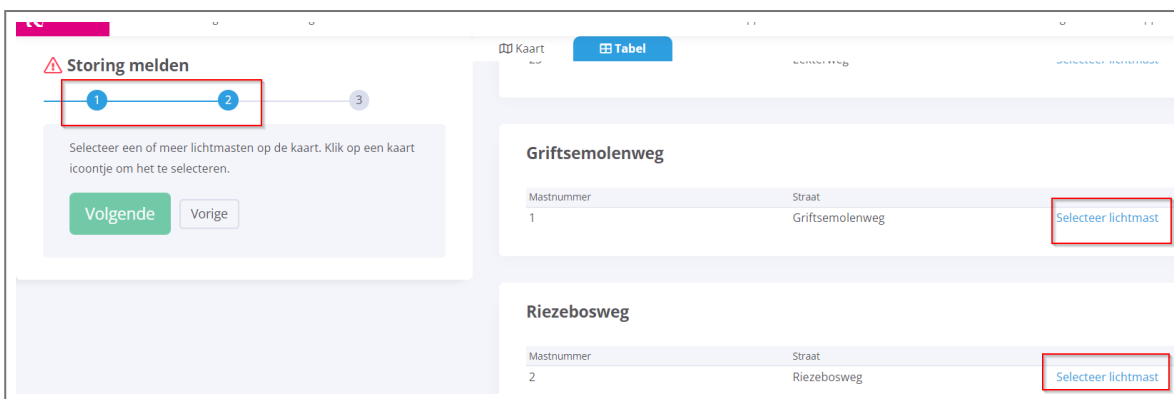 Kaart
Tabel
Storing melden
1
2
3
Selecteer een of meer lichtmasten op de kaart. Klik op een kaart
icoontje om het te selecteren.
Volgende
Vorige
Griftsemolenweg
Mastnummer Straat
1 Griftsemolenweg Selecteer lichtmast
Riezebosweg
Mastnummer Straat
2 Riezebosweg Selecteer lichtmast